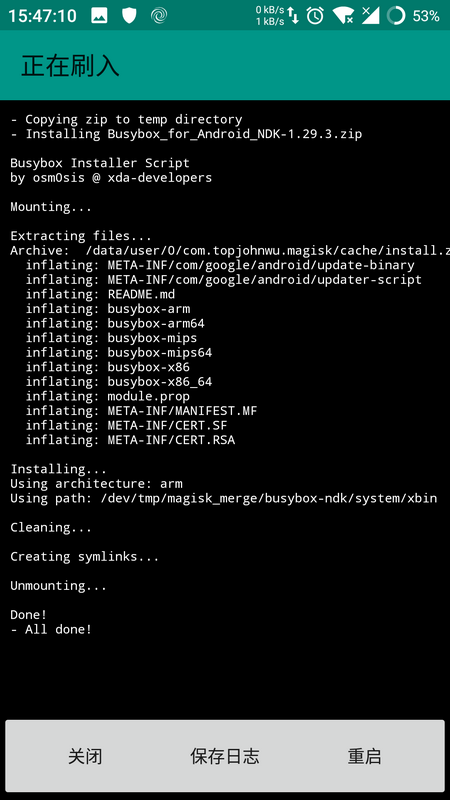 15:47:10
0 kB/s
1 kB/s
53%
正在刷入
- Copying zip to temp directory
- Installing Busybox_for_Android_NDK-1.29.3.zip
Busybox Installer Script
by osm0sis @ xda-developers
Mounting...
Extracting files...
Archive:  /data/user/0/com.topjohnwu.magisk/cache/install.z
  inflating: META-INF/com/google/android/update-binary
  inflating: META-INF/com/google/android/updater-script
  inflating: README.md
  inflating: busybox-arm
  inflating: busybox-arm64
  inflating: busybox-mips
  inflating: busybox-mips64
  inflating: busybox-x86
  inflating: busybox-x86_64
  inflating: module.prop
  inflating: META-INF/MANIFEST.MF
  inflating: META-INF/CERT.SF
  inflating: META-INF/CERT.RSA
Installing...
Using architecture: arm
Using path: /dev/tmp/magisk_merge/busybox-ndk/system/xbin
Cleaning...
Creating symlinks...
Unmounting...
Done!
- All done!
关闭 保存日志 重启